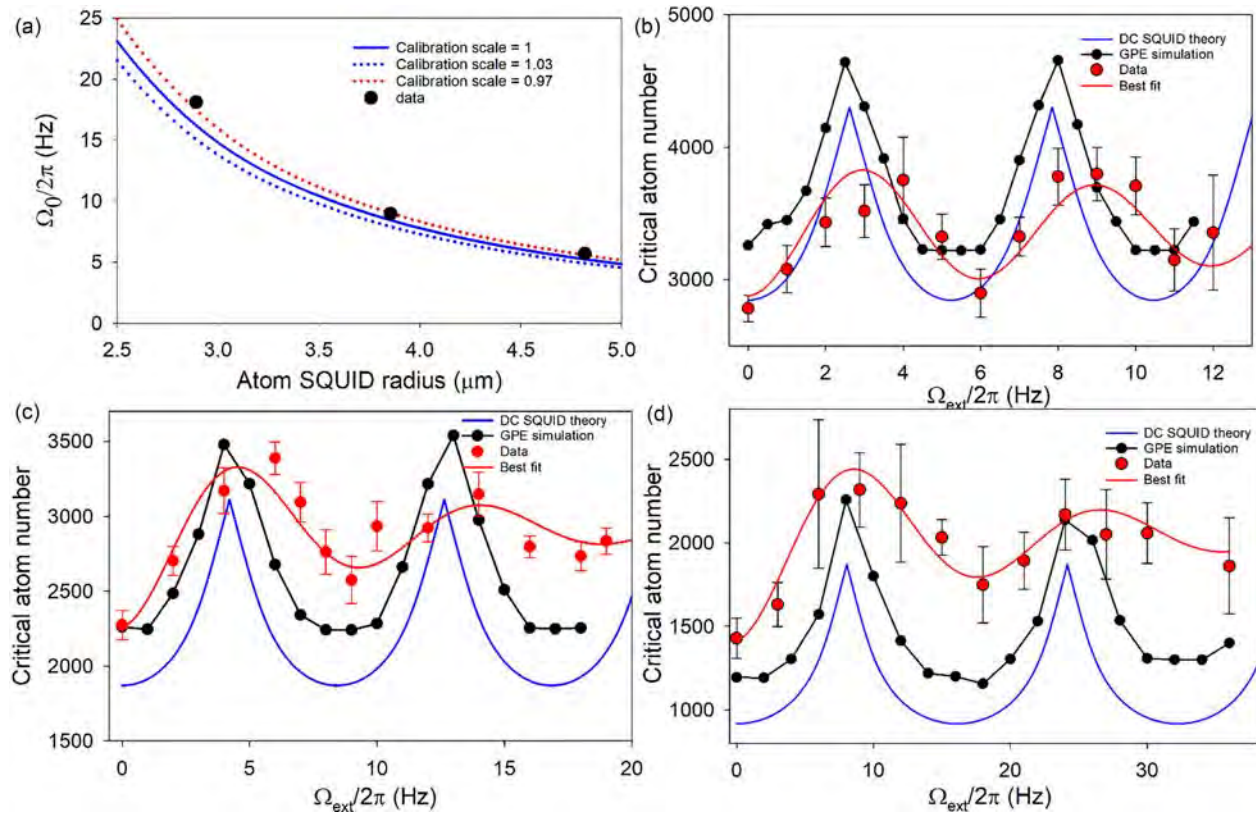 (a)
25
20
15
10
5
0
Ω0/2π (Hz)
Calibration scale = 1
Calibration scale = 1.03
Calibration scale = 0.97
data
2.5 3.0 3.5 4.0 4.5 5.0
Atom SQUID radius (μm)
(b)
5000
4000
3000
Critical atom number
DC SQUID theory
GPE simulation
Data
Best fit
0 2 4 6 8 10 12
Ωext/2π (Hz)
(c)
3500
3000
2500
2000
1500
Critical atom number
DC SQUID theory
GPE simulation
Data
Best fit
0 5 10 15 20
Ωext/2π (Hz)
(d)
2500
2000
1500
1000
Critical atom number
DC SQUID theory
GPE simulation
Data
Best fit
0 10 20 30
Ωext/2π (Hz)